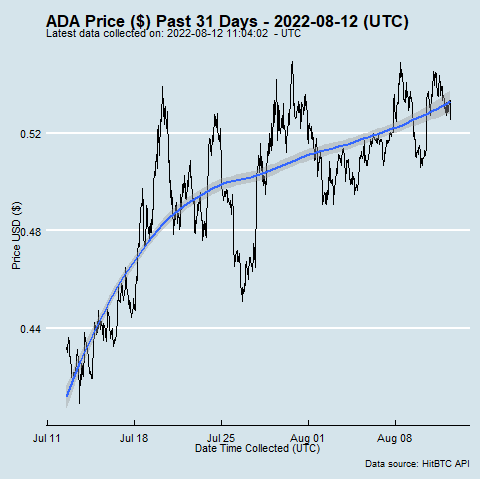 ADA Price ($) Past 31 Days - 2022-08-12 (UTC)
Latest data collected on: 2022-08-12 11:04:02 - UTC
0.52
0.48
0.44
Price USD ($)
Jul 11 Jul 18 Jul 25 Aug 01 Aug 08
Date Time Collected (UTC)
Data source: HitBTC API